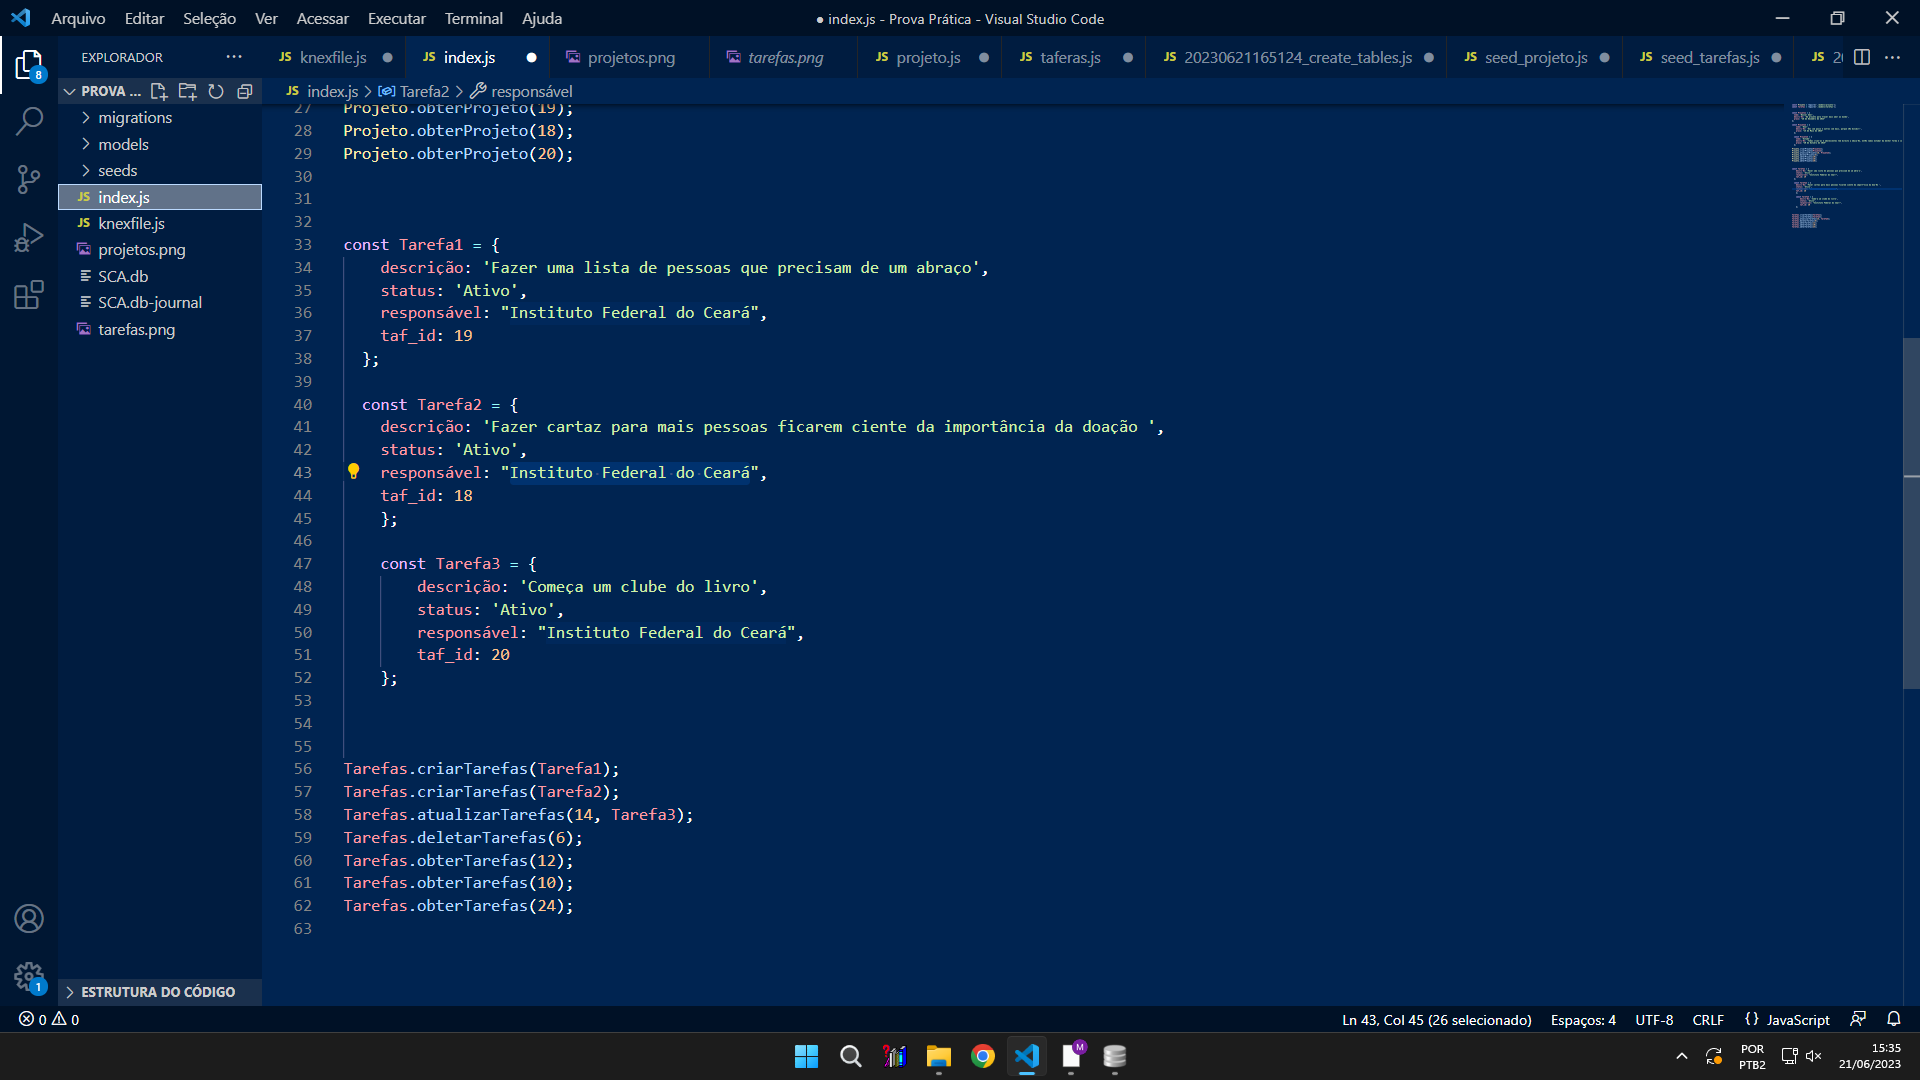 Arquivo Editar Seleção Ver Acessar Executar Terminal Ajuda
● index.js - Prova Prática - Visual Studio Code
EXPLORADOR
JS knexfile.js
JS index.js
projetos.png
tarefas.png
JS projeto.js
JS taferas.js
JS 20230621165124_create_tables.js
JS seed_projeto.js
JS seed_tarefas.js
JS
8
PROVA ...
JS index.js > Tarefa2 > responsável
migrations
models
seeds
JS index.js
JS knexfile.js
projetos.png
SCA.db
SCA.db-journal
tarefas.png
27 Projeto.obterProjeto(19);
28 Projeto.obterProjeto(18);
29 Projeto.obterProjeto(20);
30
31
32
33 const Tarefa1 = {
34 descrição: 'Fazer uma lista de pessoas que precisam de um abraço',
35 status: 'Ativo',
36 responsável: "Instituto Federal do Ceará",
37 taf_id: 19
38 };
39
40 const Tarefa2 = {
41 descrição: 'Fazer cartaz para mais pessoas ficarem ciente da importância da doação ',
42 status: 'Ativo',
43 responsável: "Instituto Federal do Ceará",
44 taf_id: 18
45 };
46
47 const Tarefa3 = {
48 descrição: 'Começa um clube do livro',
49 status: 'Ativo',
50 responsável: "Instituto Federal do Ceará",
51 taf_id: 20
52 };
53
54
55
56 Tarefas.criarTarefas(Tarefa1);
57 Tarefas.criarTarefas(Tarefa2);
58 Tarefas.atualizarTarefas(14, Tarefa3);
59 Tarefas.deletarTarefas(6);
60 Tarefas.obterTarefas(12);
61 Tarefas.obterTarefas(10);
62 Tarefas.obterTarefas(24);
63
1
ESTRUTURA DO CÓDIGO
0 0
Ln 43, Col 45 (26 selecionado) Espaços: 4 UTF-8 CRLF {} JavaScript
M
POR
PTB2
15:35
21/06/2023